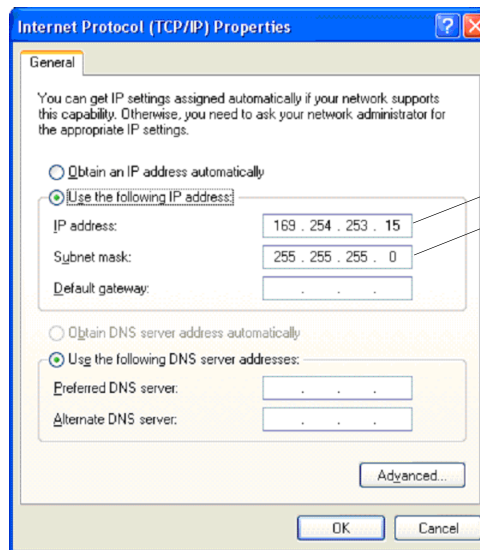 Internet Protocol (TCP/IP) Properties
General
You can get IP settings assigned automatically if your network supports
this capability. Otherwise, you need to ask your network administrator for
the appropriate IP settings.
Obtain an IP address automatically
Use the following IP address:
IP address: 169 . 254 . 253 . 15
Subnet mask: 255 . 255 . 255 . 0
Default gateway: . . .
Obtain DNS server address automatically
Use the following DNS server addresses:
Preferred DNS server: . . .
Alternate DNS server: . . .
Advanced...
OK Cancel